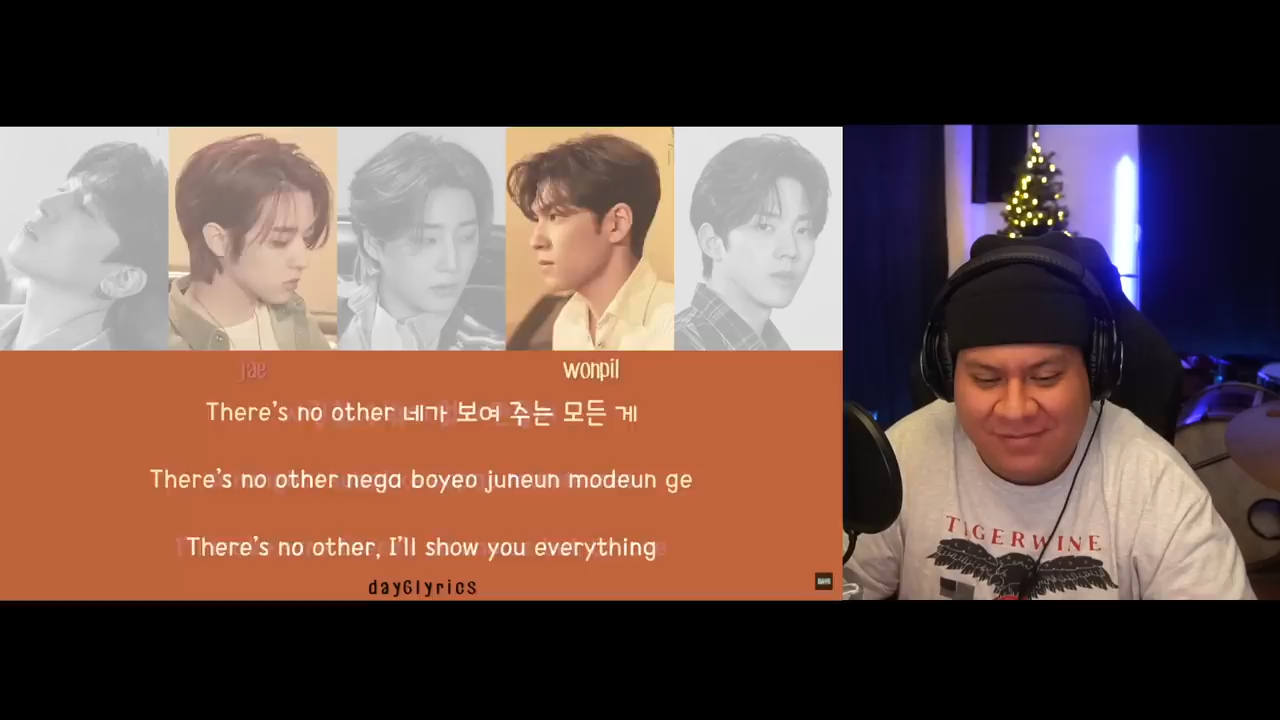 jae
wonpil
There's no other 네가 보여 주는 모든 게
There's no other nega boyeo juneun modeun ge
There's no other, I'll show you everything
day6lyrics
DAY6
TIGERWINE